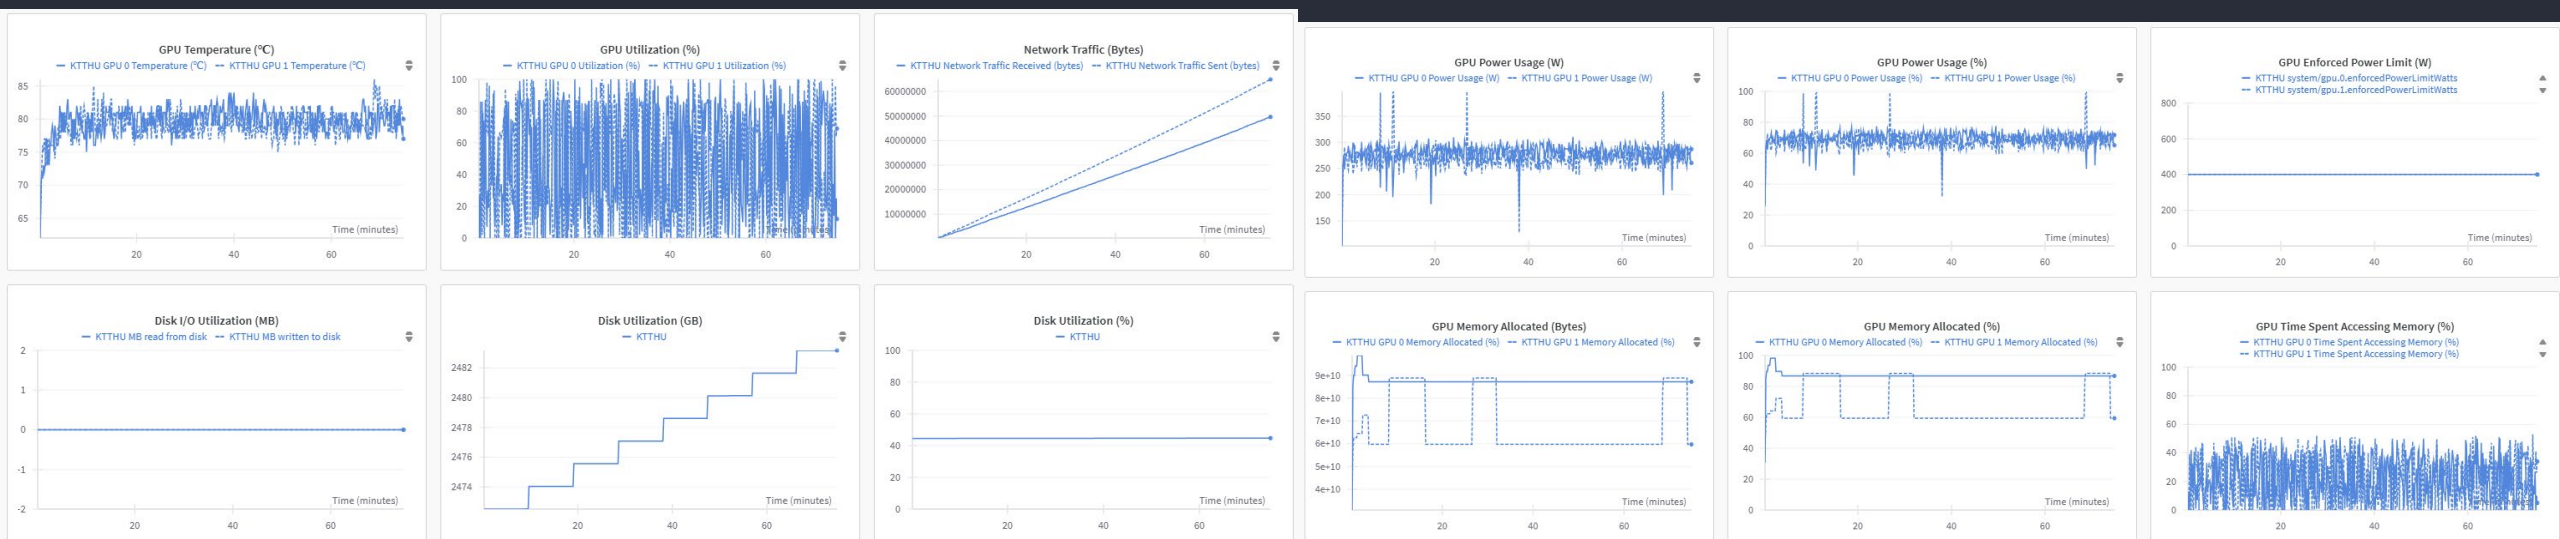 GPU Temperature (℃)
KTTHU GPU 0 Temperature (℃) KTTHU GPU 1 Temperature (℃)
85
80
75
70
65
Time (minutes)
20 40 60
GPU Utilization (%)
KTTHU GPU 0 Utilization (%) KTTHU GPU 1 Utilization (%)
100
80
60
40
20
0
Time (minutes)
20 40 60
Network Traffic (Bytes)
KTTHU Network Traffic Received (bytes) KTTHU Network Traffic Sent (bytes)
60000000
50000000
40000000
30000000
20000000
10000000
Time (minutes)
20 40 60
GPU Power Usage (W)
KTTHU GPU 0 Power Usage (W) KTTHU GPU 1 Power Usage (W)
350
300
250
200
150
Time (minutes)
20 40 60
GPU Power Usage (%)
KTTHU GPU 0 Power Usage (%) KTTHU GPU 1 Power Usage (%)
100
80
60
40
20
0
Time (minutes)
20 40 60
GPU Enforced Power Limit (W)
KTTHU system/gpu.0.enforcedPowerLimitWatts
KTTHU system/gpu.1.enforcedPowerLimitWatts
800
600
400
200
0
Time (minutes)
20 40 60
Disk I/O Utilization (MB)
KTTHU MB read from disk KTTHU MB written to disk
2
1
0
-1
-2
Time (minutes)
20 40 60
Disk Utilization (GB)
KTTHU
2482
2480
2478
2476
2474
Time (minutes)
20 40 60
Disk Utilization (%)
KTTHU
100
80
60
40
20
0
Time (minutes)
20 40 60
GPU Memory Allocated (Bytes)
KTTHU GPU 0 Memory Allocated (%) KTTHU GPU 1 Memory Allocated (%)
9e+10
8e+10
7e+10
6e+10
5e+10
4e+10
Time (minutes)
20 40 60
GPU Memory Allocated (%)
KTTHU GPU 0 Memory Allocated (%) KTTHU GPU 1 Memory Allocated (%)
100
80
60
40
20
0
Time (minutes)
20 40 60
GPU Time Spent Accessing Memory (%)
KTTHU GPU 0 Time Spent Accessing Memory (%)
KTTHU GPU 1 Time Spent Accessing Memory (%)
100
80
60
40
20
0
Time (minutes)
20 40 60